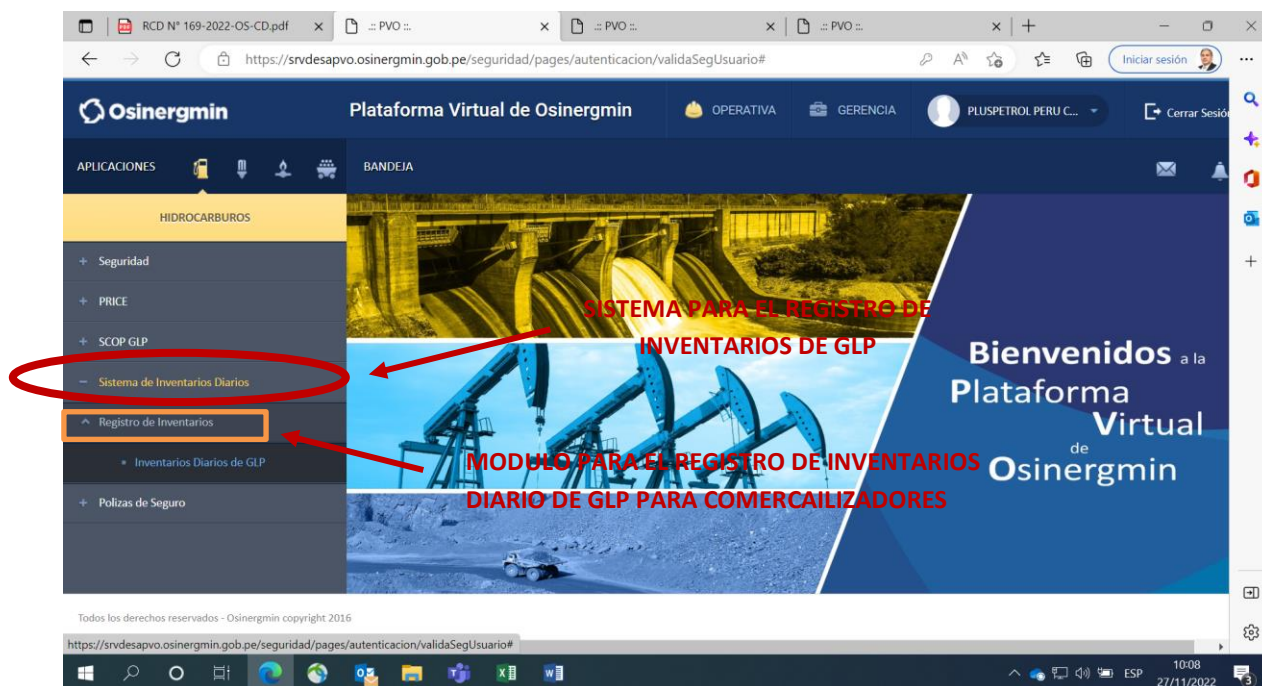 RCD N° 169-2022-OS-CD.pdf
.:: PVO ::.
.:: PVO ::.
.:: PVO ::.
https://srvdesapvo.osinergmin.gob.pe/seguridad/pages/autenticacion/validaSegUsuario#
Iniciar sesión
Osinergmin
Plataforma Virtual de Osinergmin
OPERATIVA
GERENCIA
PLUSPETROL PERU C...
Cerrar Sesió
APLICACIONES
BANDEJA
HIDROCARBUROS
+ Seguridad
+ PRICE
+ SCOP GLP
− Sistema de Inventarios Diarios
Registro de Inventarios
• Inventarios Diarios de GLP
+ Polizas de Seguro
SISTEMA PARA EL REGISTRO DE
INVENTARIOS DE GLP
MODULO PARA EL REGISTRO DE INVENTARIOS
DIARIO DE GLP PARA COMERCAILIZADORES
Bienvenidos a la
Plataforma
Virtual
de
Osinergmin
Todos los derechos reservados - Osinergmin copyright 2016
https://srvdesapvo.osinergmin.gob.pe/seguridad/pages/autenticacion/validaSegUsuario#
ESP
10:08
27/11/2022
3